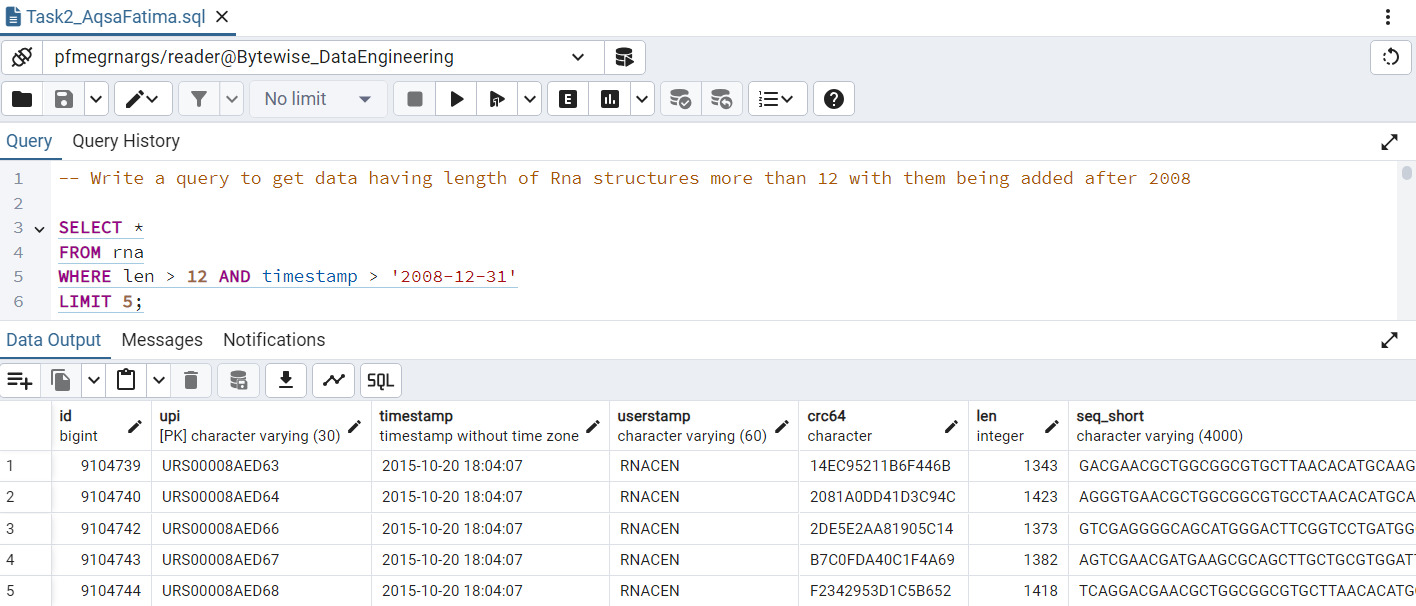 Task2_AqsaFatima.sql
pfmegrnargs/reader@Bytewise_DataEngineering
No limit
Query Query History
1 -- Write a query to get data having length of Rna structures more than 12 with them being added after 2008
2
3 SELECT *
4 FROM rna
5 WHERE len > 12 AND timestamp > '2008-12-31'
6 LIMIT 5;
Data Output Messages Notifications
SQL
id upi timestamp userstamp crc64 len seq_short
bigint [PK] character varying (30) timestamp without time zone character varying (60) character integer character varying (4000)
1 9104739 URS00008AED63 2015-10-20 18:04:07 RNACEN 14EC95211B6F446B 1343 GACGAACGCTGGCGGCGTGCTTAACACATGCAAG
2 9104740 URS00008AED64 2015-10-20 18:04:07 RNACEN 2081A0DD41D3C94C 1423 AGGGTGAACGCTGGCGGCGTGCCTAACACATGCA
3 9104742 URS00008AED66 2015-10-20 18:04:07 RNACEN 2DE5E2AA81905C14 1373 GTCGAGGGGCAGCATGGGACTTCGGTCCTGATGG
4 9104743 URS00008AED67 2015-10-20 18:04:07 RNACEN B7C0FDA40C1F4A69 1382 AGTCGAACGATGAAGCGCAGCTTGCTGCGTGGAT
5 9104744 URS00008AED68 2015-10-20 18:04:07 RNACEN F2342953D1C5B652 1418 TCAGGACGAACGCTGGCGGCGTGCTTAACACATG